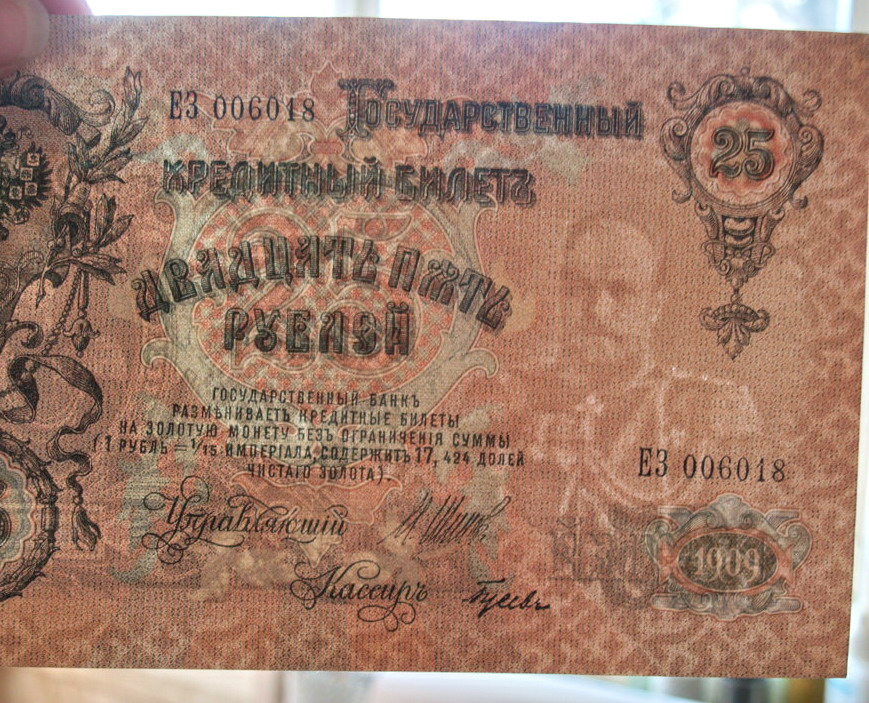 ЕЗ 006018 ГОСУДАРСТВЕННЫЙ
25
КРЕДИТНЫЙ БИЛЕТЪ
ДВАДЦАТЬ ПЯТЬ
РУБЛЕЙ
ГОСУДАРСТВЕННЫЙ БАНКЪ
РАЗМѢНИВАЕТЪ КРЕДИТНЫЕ БИЛЕТЫ
НА ЗОЛОТУЮ МОНЕТУ БЕЗЪ ОГРАНИЧЕНІЯ СУММЫ
(1 РУБЛЬ = 1/15 ИМПЕРІАЛА, СОДЕРЖИТЪ 17, 424 ДОЛЕЙ
ЧИСТАГО ЗОЛОТА).
ЕЗ 006018
Управляющій
1909
Кассиръ